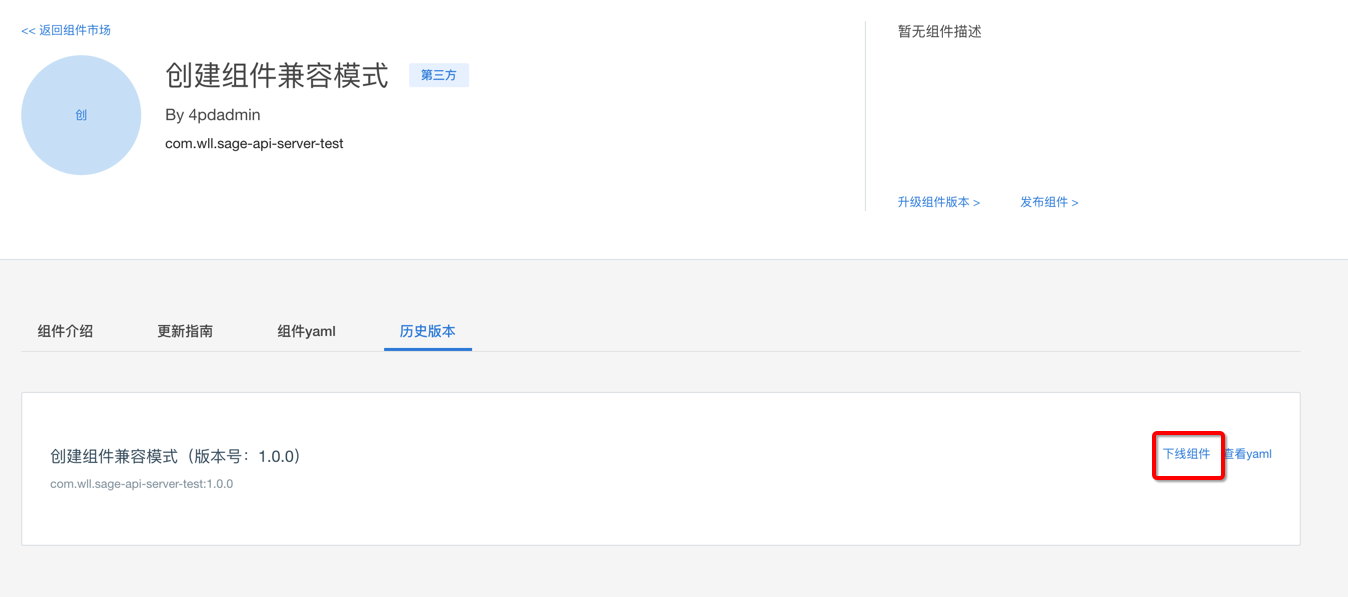 << 返回组件市场
创
创建组件兼容模式 第三方
By 4pdadmin
com.wll.sage-api-server-test
暂无组件描述
升级组件版本 > 发布组件 >
组件介绍 更新指南 组件yaml 历史版本
创建组件兼容模式（版本号：1.0.0）
com.wll.sage-api-server-test:1.0.0
下线组件 查看yaml